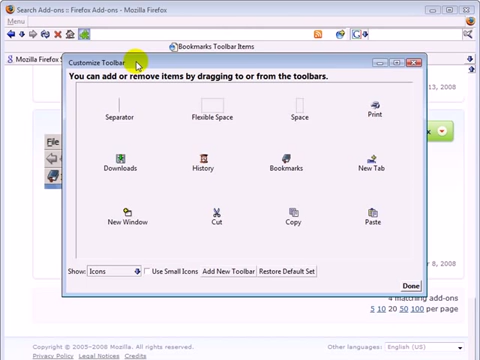 Search Add-ons :: Firefox Add-ons - Mozilla Firefox
Menu
G
Bookmarks Toolbar Items
Mozilla Firefox S
Customize Toolbar
You can add or remove items by dragging to or from the toolbars.
13, 2008
Separator
Flexible Space
Space
Print
File
Downloads
History
Bookmarks
New Tab
New Window
Cut
Copy
Paste
8, 2008
Show: Icons Use Small Icons Add New Toolbar Restore Default Set
Done
4 matching add-ons
5 10 20 50 100 per page
Copyright © 2005-2008 Mozilla. All rights reserved.
Other languages: English (US)
Privacy Policy Legal Notices Credits